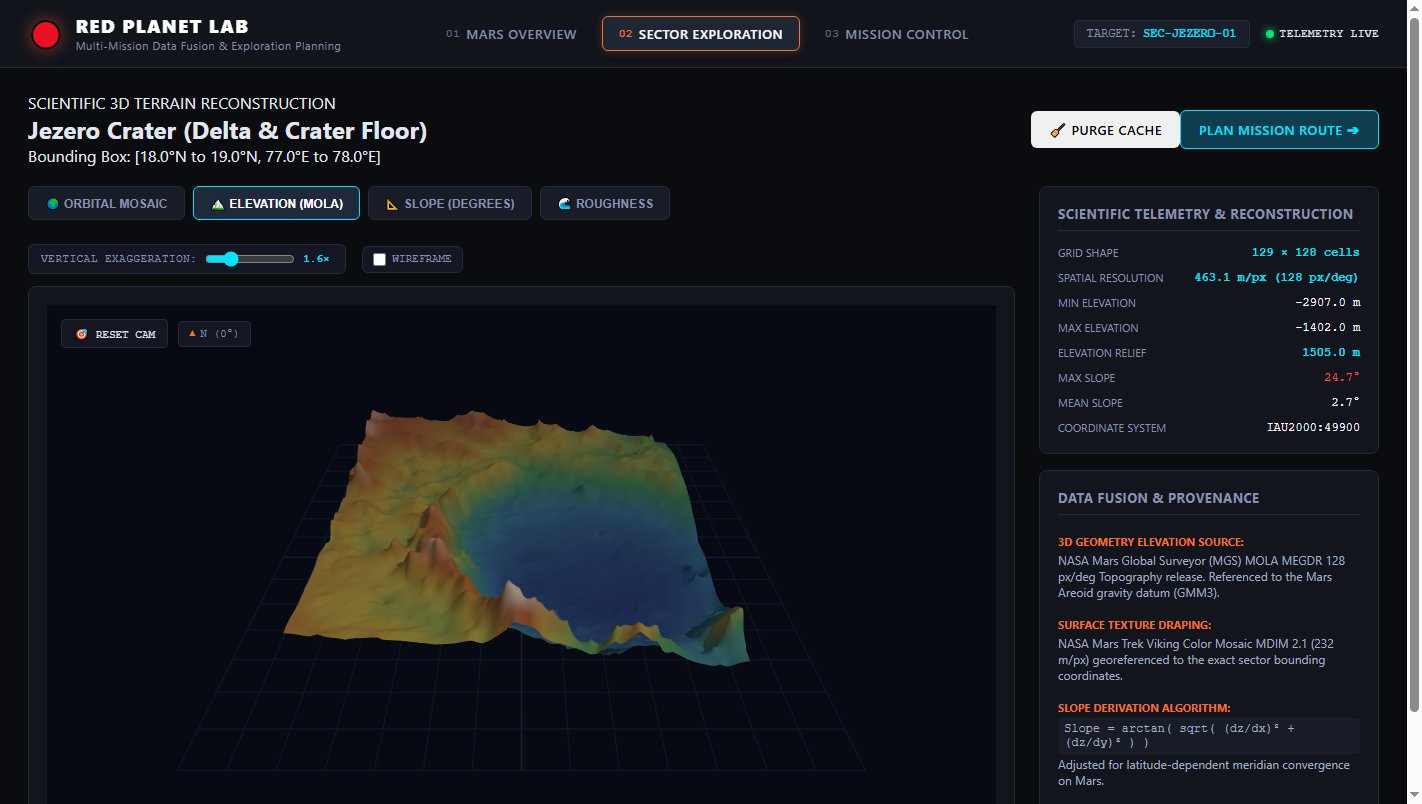 RED PLANET LAB
Multi-Mission Data Fusion & Exploration Planning
01 MARS OVERVIEW
02 SECTOR EXPLORATION
03 MISSION CONTROL
TARGET: SEC-JEZERO-01
TELEMETRY LIVE
SCIENTIFIC 3D TERRAIN RECONSTRUCTION
Jezero Crater (Delta & Crater Floor)
Bounding Box: [18.0°N to 19.0°N, 77.0°E to 78.0°E]
PURGE CACHE
PLAN MISSION ROUTE ➔
ORBITAL MOSAIC
ELEVATION (MOLA)
SLOPE (DEGREES)
ROUGHNESS
VERTICAL EXAGGERATION: 1.6×
WIREFRAME
RESET CAM
▲ N (0°)
SCIENTIFIC TELEMETRY & RECONSTRUCTION
GRID SHAPE 129 × 128 cells
SPATIAL RESOLUTION 463.1 m/px (128 px/deg)
MIN ELEVATION -2907.0 m
MAX ELEVATION -1402.0 m
ELEVATION RELIEF 1505.0 m
MAX SLOPE 24.7°
MEAN SLOPE 2.7°
COORDINATE SYSTEM IAU2000:49900
DATA FUSION & PROVENANCE
3D GEOMETRY ELEVATION SOURCE:
NASA Mars Global Surveyor (MGS) MOLA MEGDR 128
px/deg Topography release. Referenced to the Mars
Areoid gravity datum (GMM3).
SURFACE TEXTURE DRAPING:
NASA Mars Trek Viking Color Mosaic MDIM 2.1 (232
m/px) georeferenced to the exact sector bounding
coordinates.
SLOPE DERIVATION ALGORITHM:
Slope = arctan( sqrt( (dz/dx)² +
(dz/dy)² ) )
Adjusted for latitude-dependent meridian convergence
on Mars.